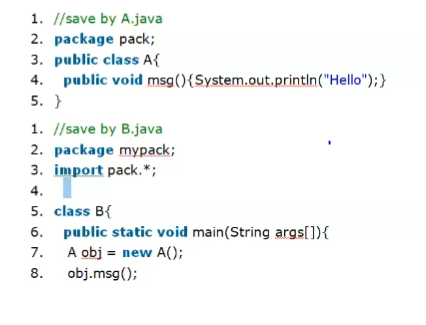 1. //save by A.java
2. package pack;
3. public class A{
4. public void msg(){System.out.println("Hello");}
5. }
1. //save by B.java
2. package mypack;
3. import pack.*;
4.
5. class B{
6. public static void main(String args[]){
7. A obj = new A();
8. obj.msg();